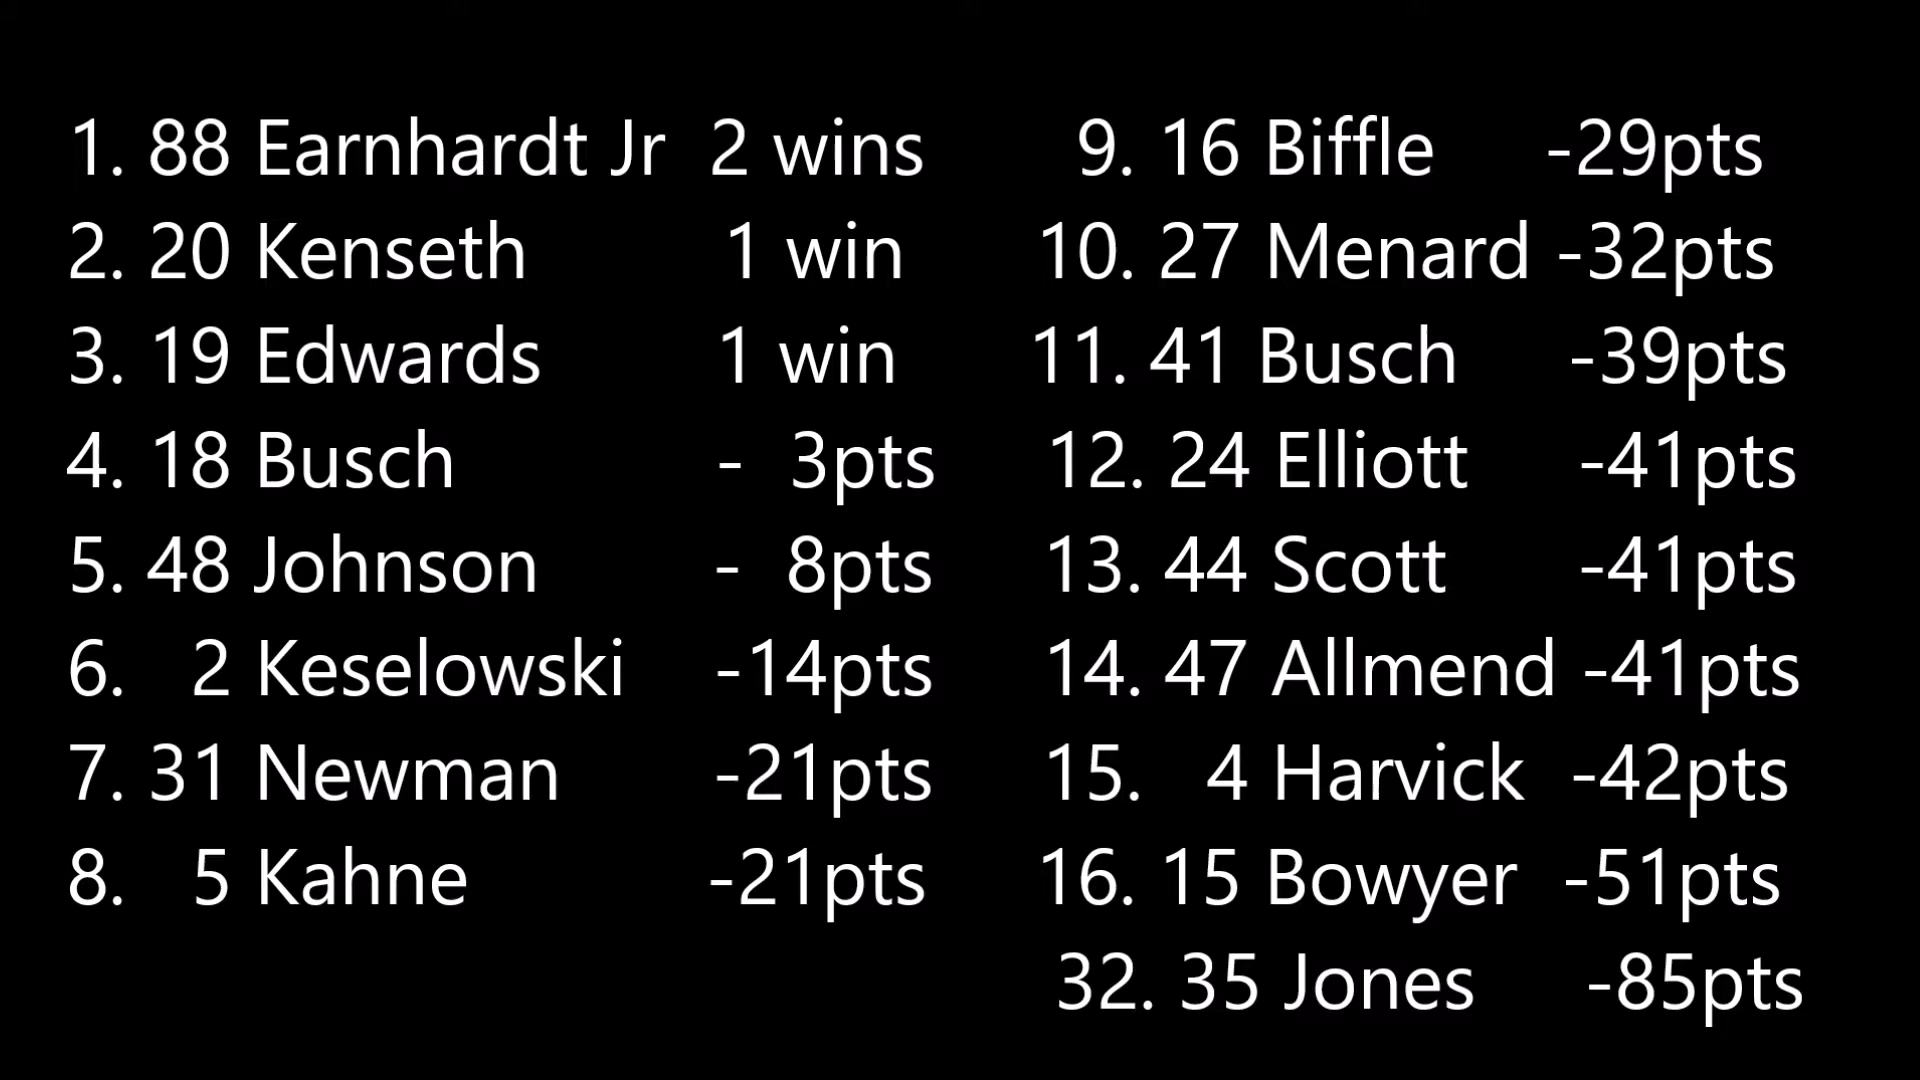 1. 88 Earnhardt Jr 2 wins
2. 20 Kenseth 1 win
3. 19 Edwards 1 win
4. 18 Busch - 3pts
5. 48 Johnson - 8pts
6. 2 Keselowski -14pts
7. 31 Newman -21pts
8. 5 Kahne -21pts
9. 16 Biffle -29pts
10. 27 Menard -32pts
11. 41 Busch -39pts
12. 24 Elliott -41pts
13. 44 Scott -41pts
14. 47 Allmend -41pts
15. 4 Harvick -42pts
16. 15 Bowyer -51pts
32. 35 Jones -85pts